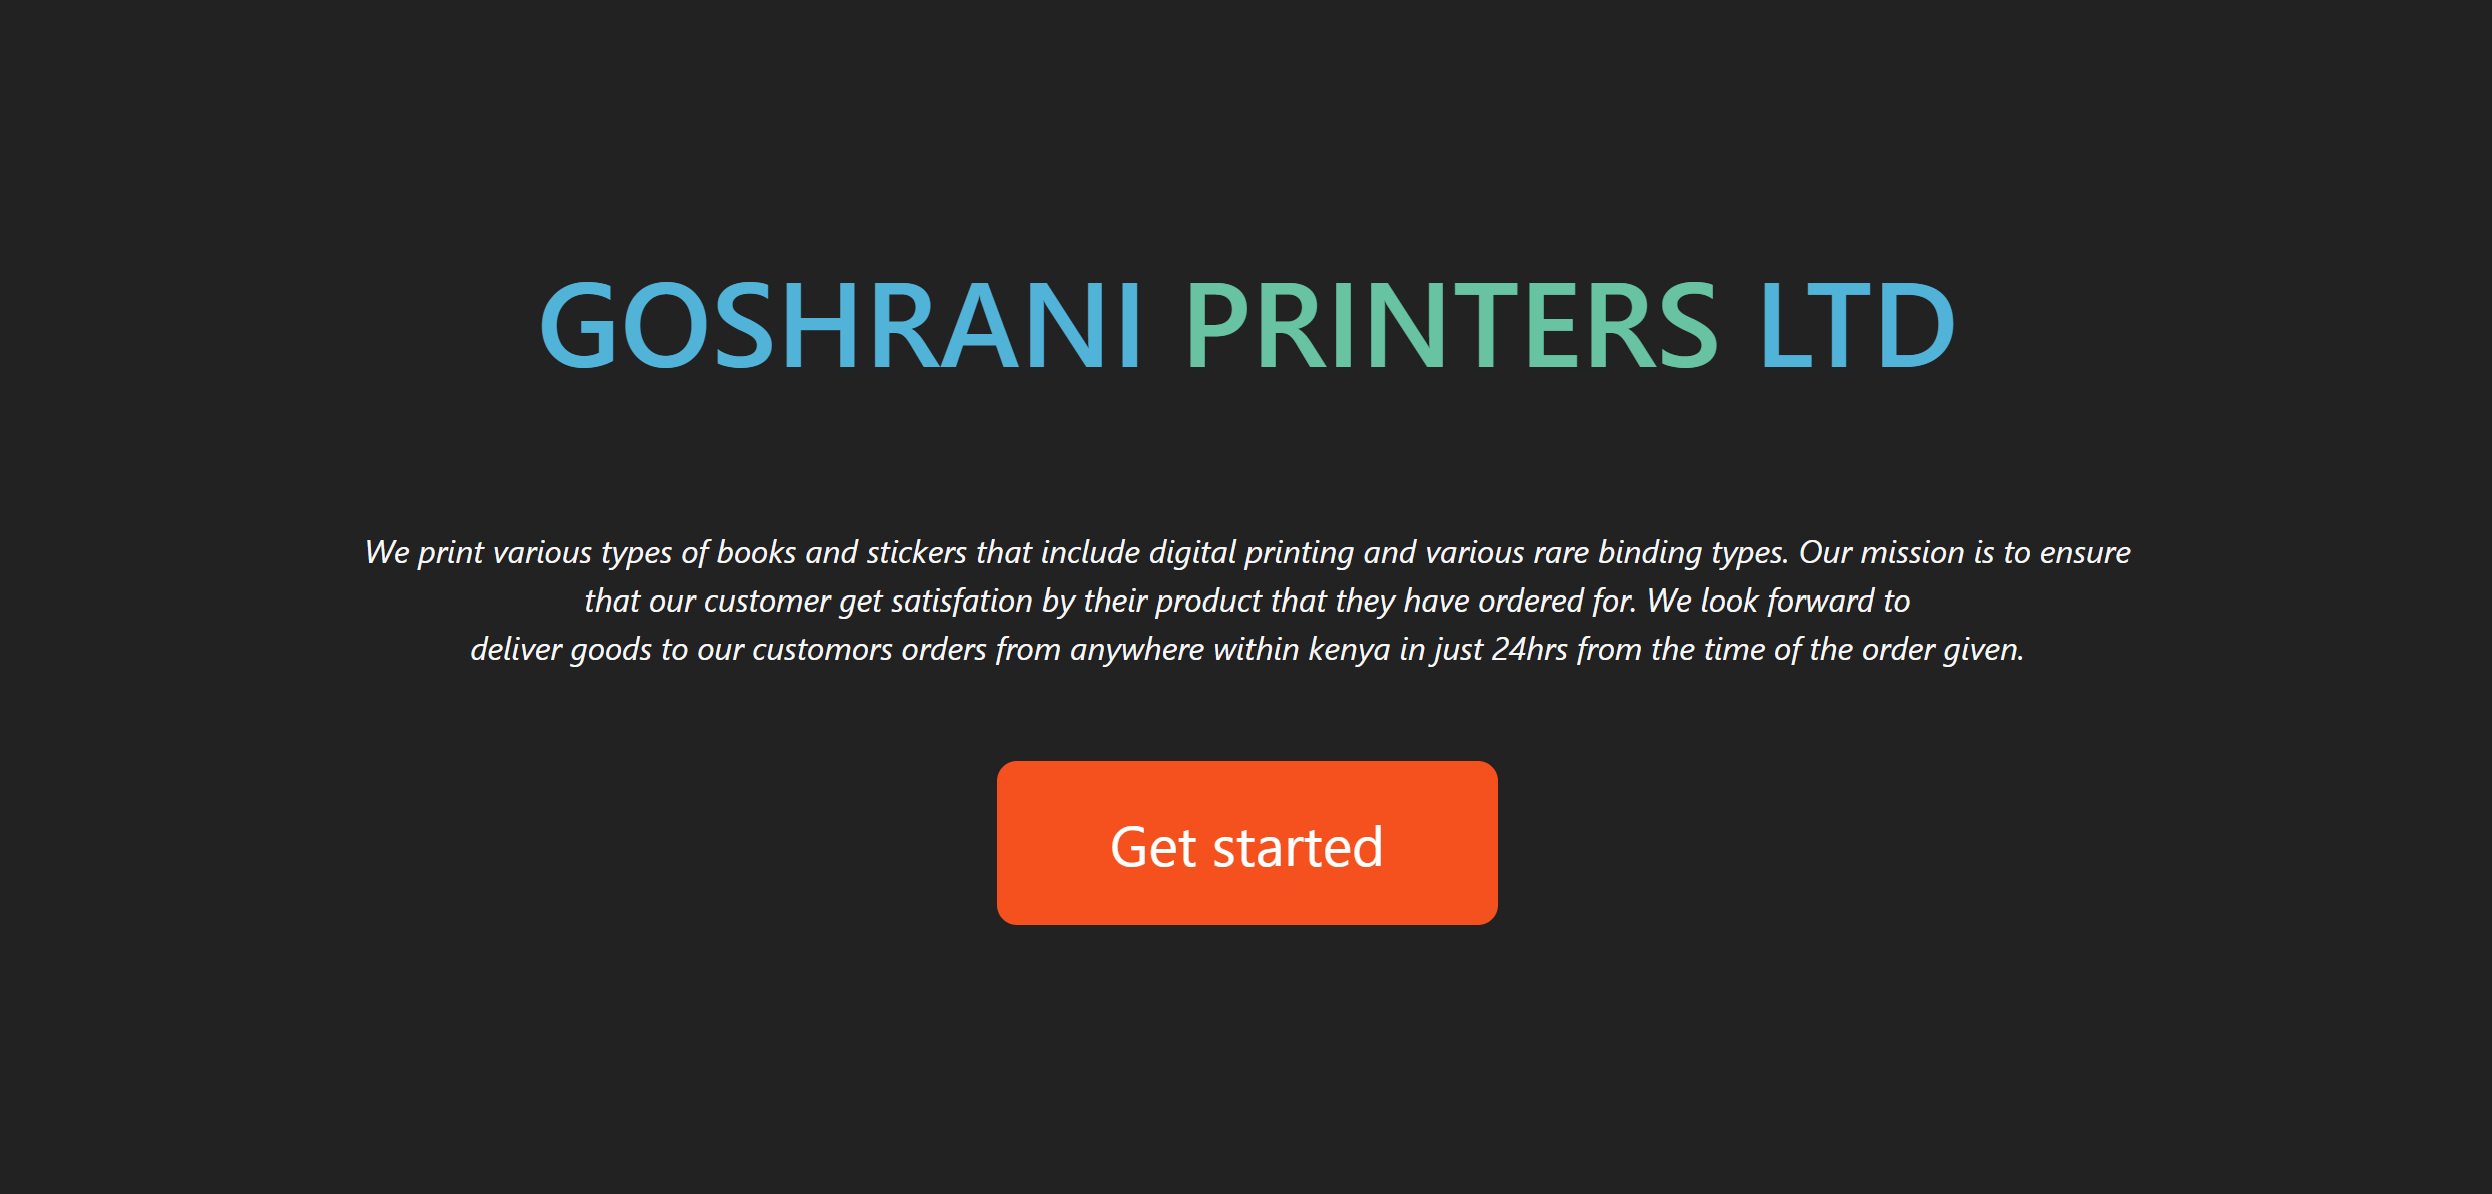 GOSHRANI PRINTERS LTD
We print various types of books and stickers that include digital printing and various rare binding types. Our mission is to ensure
that our customer get satisfation by their product that they have ordered for. We look forward to
deliver goods to our customors orders from anywhere within kenya in just 24hrs from the time of the order given.
Get started